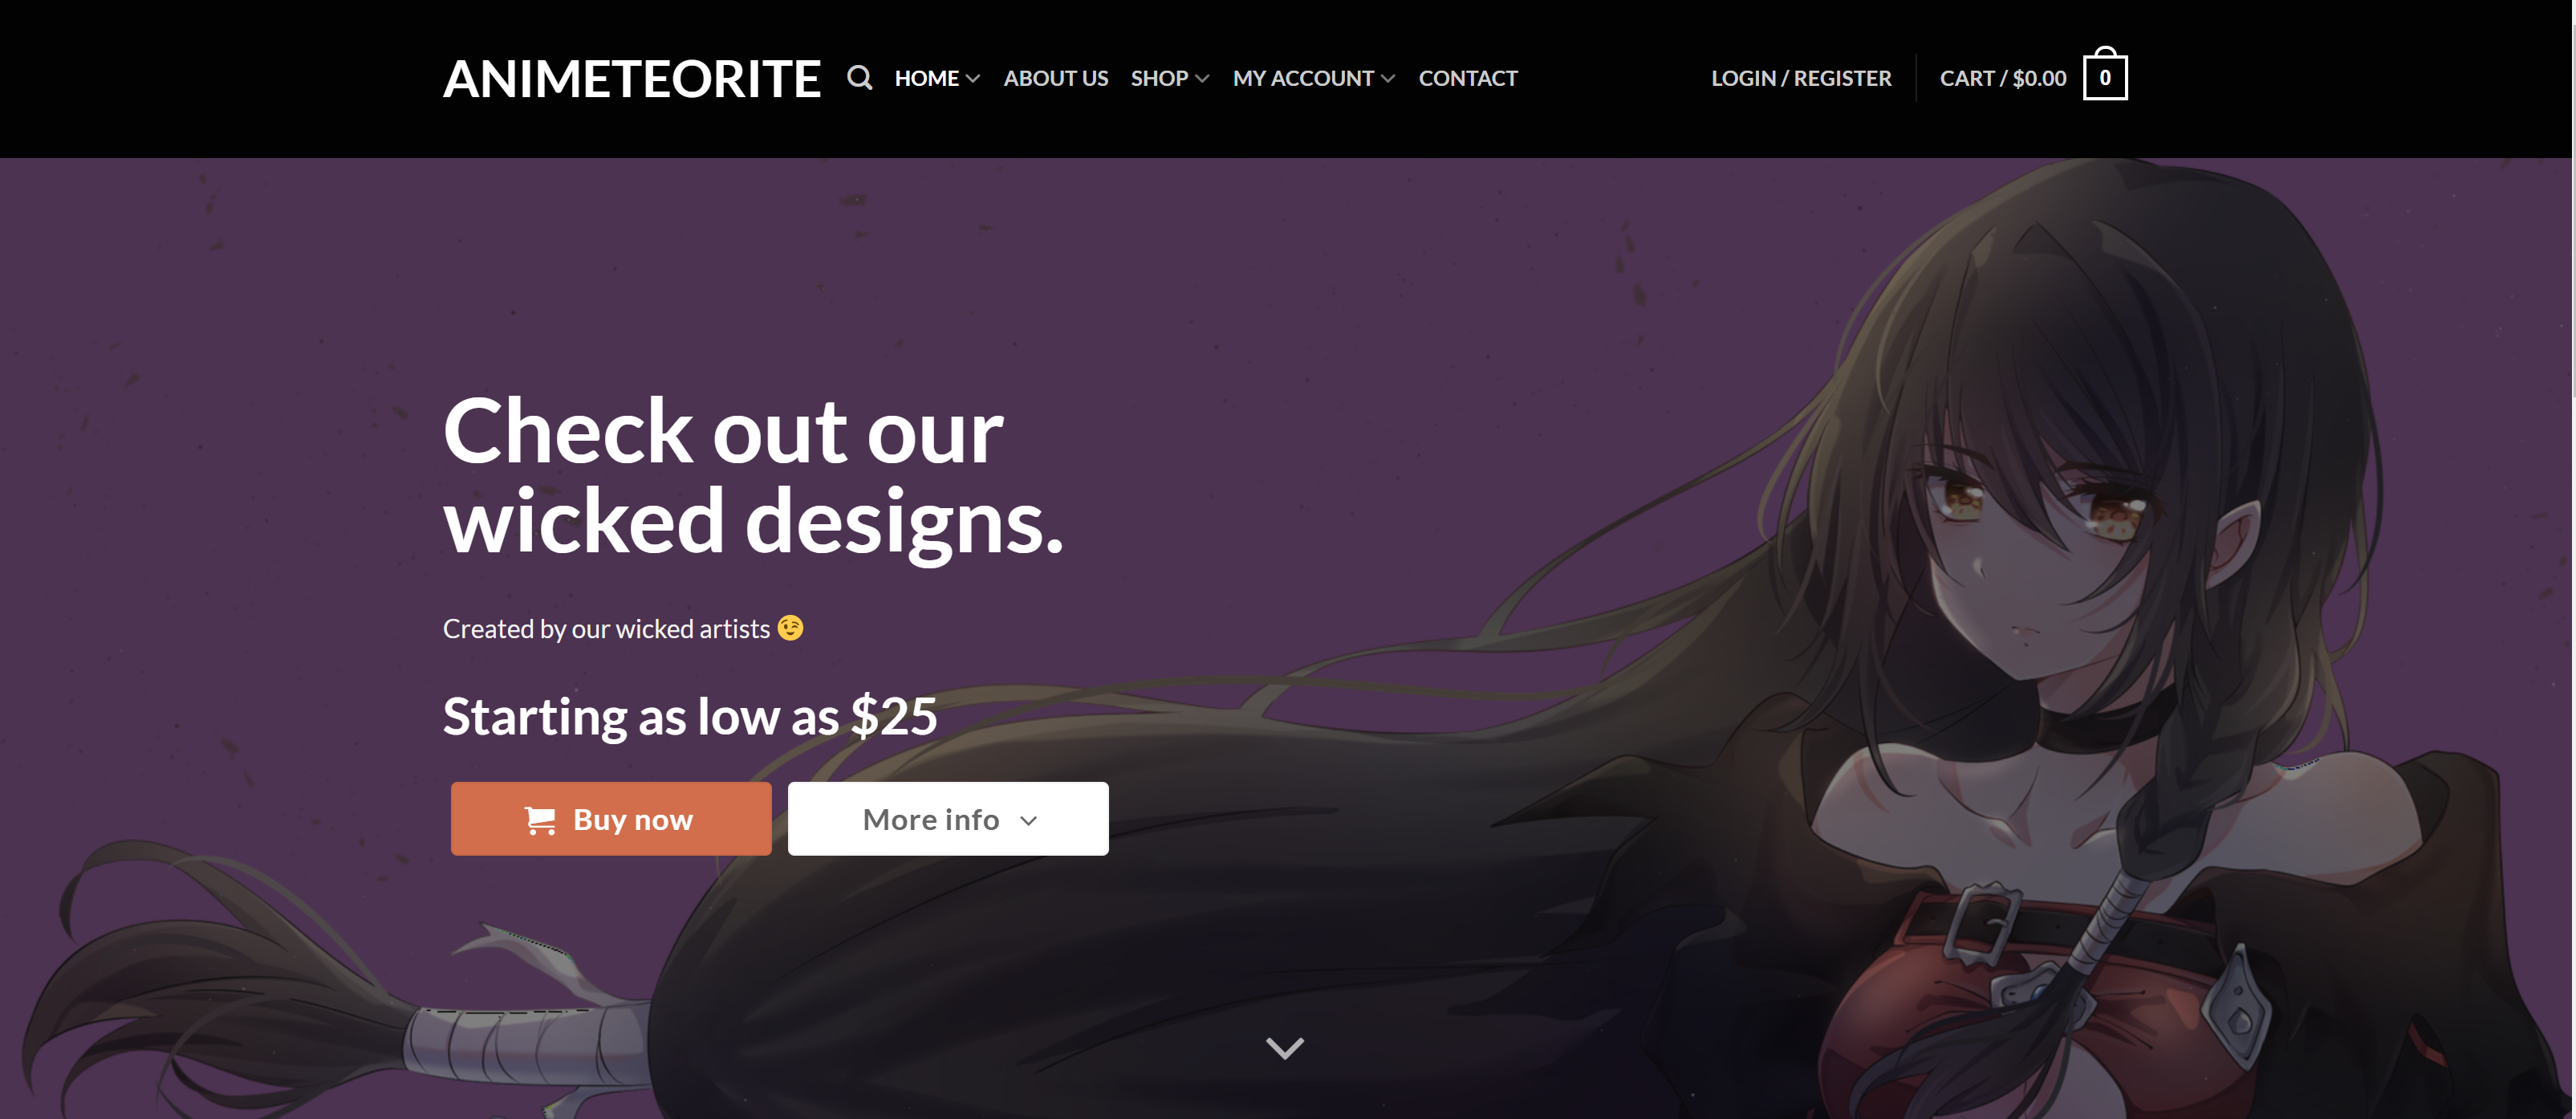 ANIMETEORITE HOME ABOUT US SHOP MY ACCOUNT CONTACT LOGIN / REGISTER CART / $0.00 0
Check out our
wicked designs.
Created by our wicked artists 😉
Starting as low as $25
Buy now More info